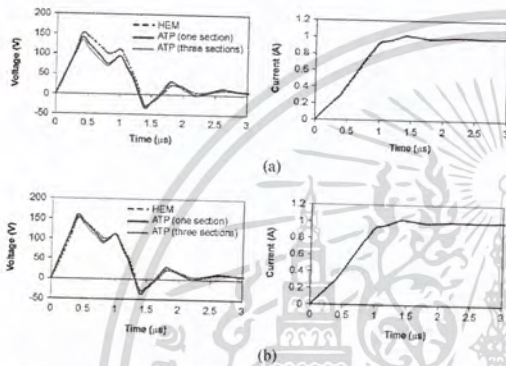 200
150
100
50
0
-50
Voltage (V)
HEM
ATP (one section)
ATP (three sections)
0.5 1 1.5 2 2.5 3
Time (µs)
1.2
1
0.8
0.6
0.4
0.2
0
Current (A)
0 0.5 1 1.5 2 2.5 3
Time (µs)
(a)
200
150
100
50
0
-50
Voltage (V)
HEM
ATP (one section)
ATP (three sections)
0.5 1 1.5 2 2.5 3
Time (µs)
1.2
1
0.8
0.6
0.4
0.2
0
Current (A)
0 0.5 1 1.5 2 2.5 3
Time (µs)
(b)